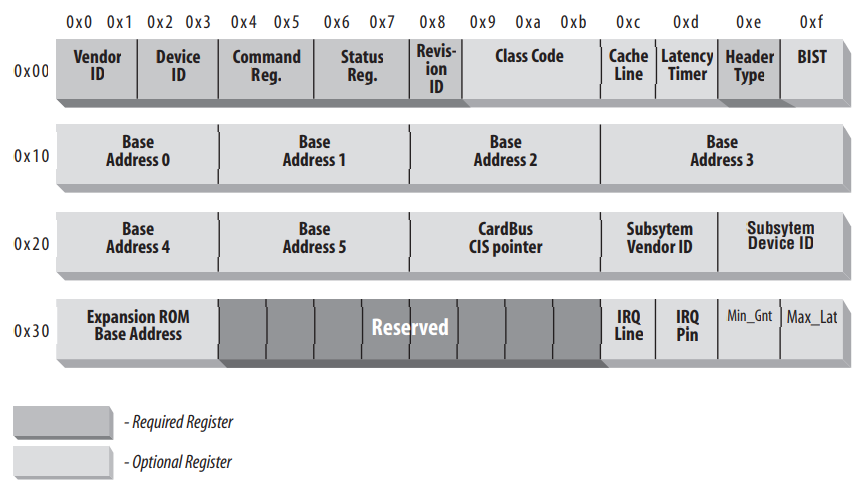 0x0 0x1 0x2 0x3 0x4 0x5 0x6 0x7 0x8 0x9 0xa 0xb 0xc 0xd 0xe 0xf
0x00
Vendor
ID
Device
ID
Command
Reg.
Status
Reg.
Revis-
ion
ID
Class Code
Cache
Line
Latency
Timer
Header
Type
BIST
0x10
Base
Address 0
Base
Address 1
Base
Address 2
Base
Address 3
0x20
Base
Address 4
Base
Address 5
CardBus
CIS pointer
Subsytem
Vendor ID
Subsytem
Device ID
0x30
Expansion ROM
Base Address
Reserved
IRQ
Line
IRQ
Pin
Min_Gnt
Max_Lat
- Required Register
- Optional Register